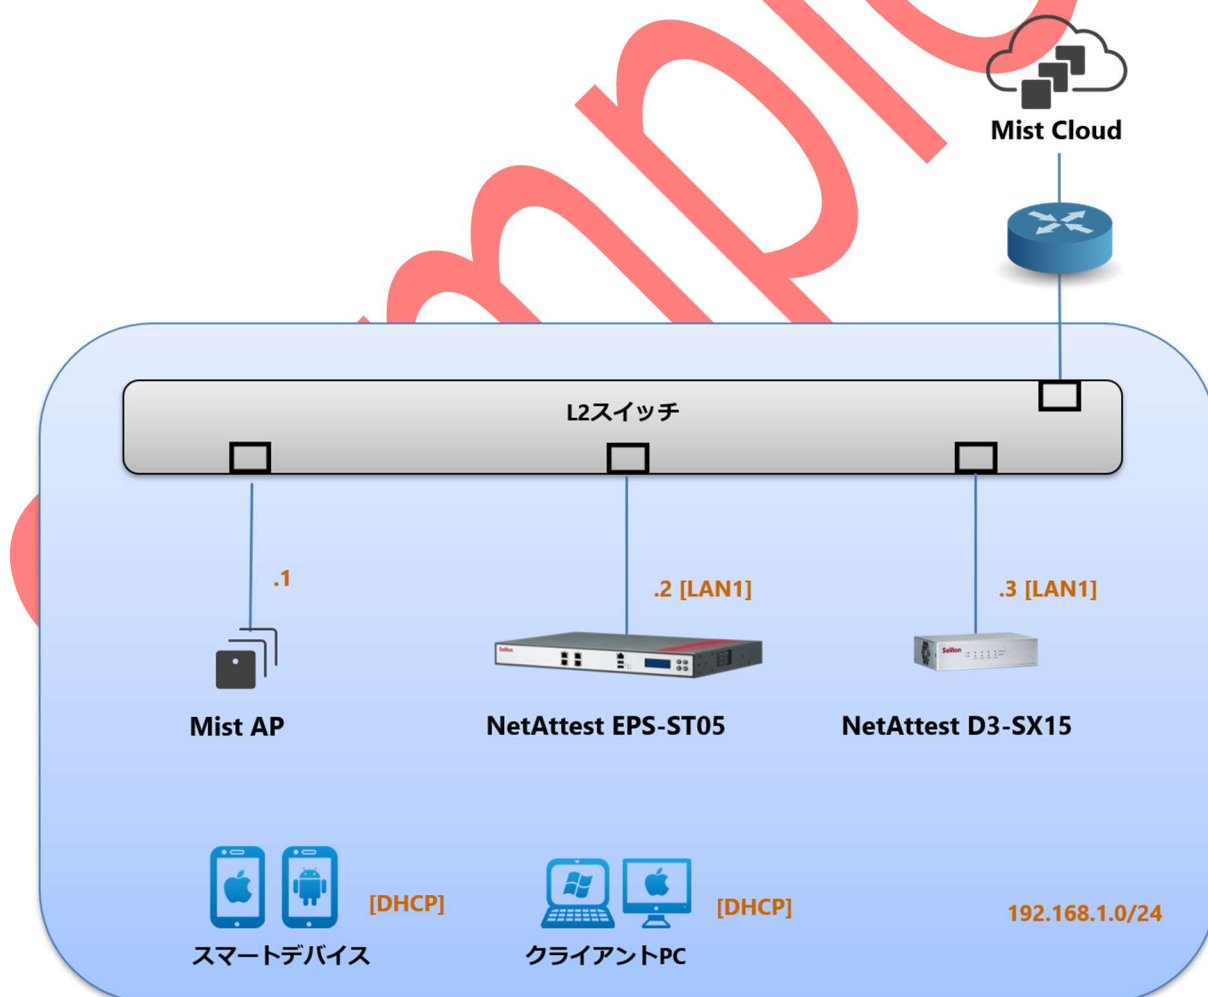 Mist Cloud
L2スイッチ
.1
.2 [LAN1]
.3 [LAN1]
Soliton
Soliton
Mist AP
NetAttest EPS-ST05
NetAttest D3-SX15
[DHCP]
[DHCP]
192.168.1.0/24
スマートデバイス
クライアントPC